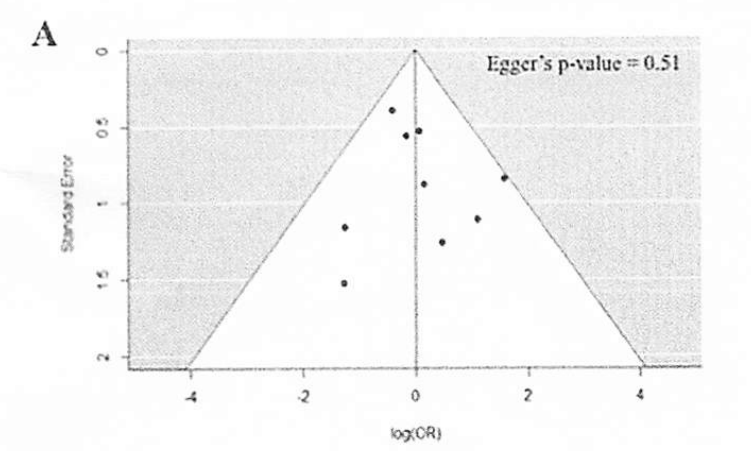 A
Egger's p-value = 0.51
Standard Error
0
0.5
1
1.5
2
-4
-2
0
2
4
log(OR)